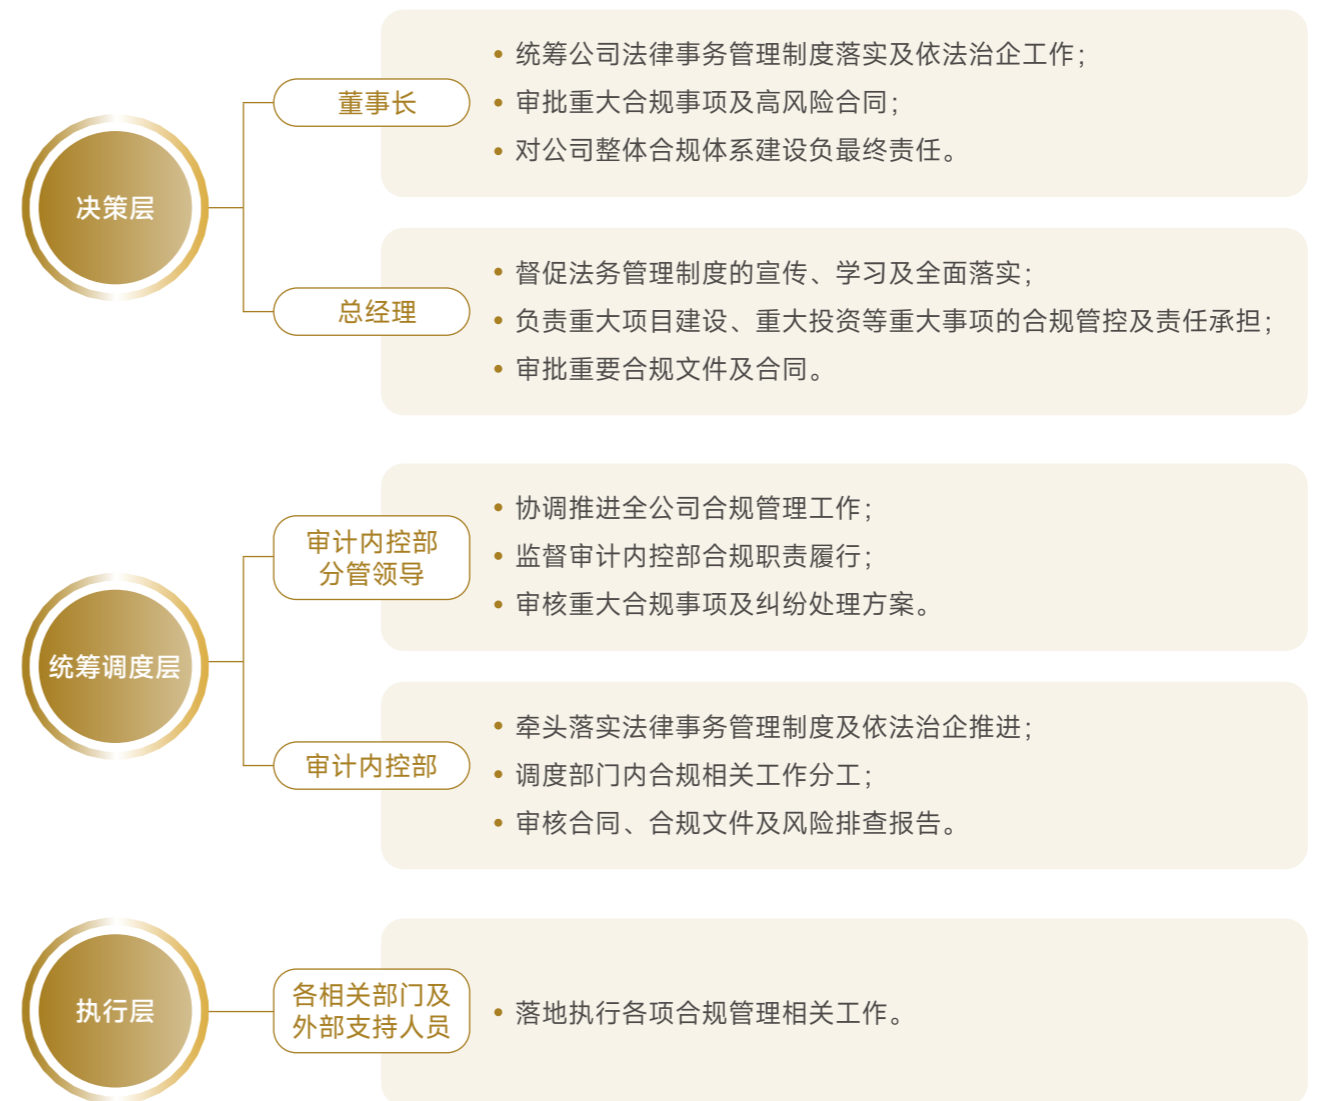 决策层
董事长
统筹公司法律事务管理制度落实及依法治企工作；
审批重大合规事项及高风险合同；
对公司整体合规体系建设负最终责任。
总经理
督促法务管理制度的宣传、学习及全面落实；
负责重大项目建设、重大投资等重大事项的合规管控及责任承担；
审批重要合规文件及合同。
统筹调度层
审计内控部
分管领导
协调推进全公司合规管理工作；
监督审计内控部合规职责履行；
审核重大合规事项及纠纷处理方案。
审计内控部
牵头落实法律事务管理制度及依法治企推进；
调度部门内合规相关工作分工；
审核合同、合规文件及风险排查报告。
执行层
各相关部门及
外部支持人员
落地执行各项合规管理相关工作。